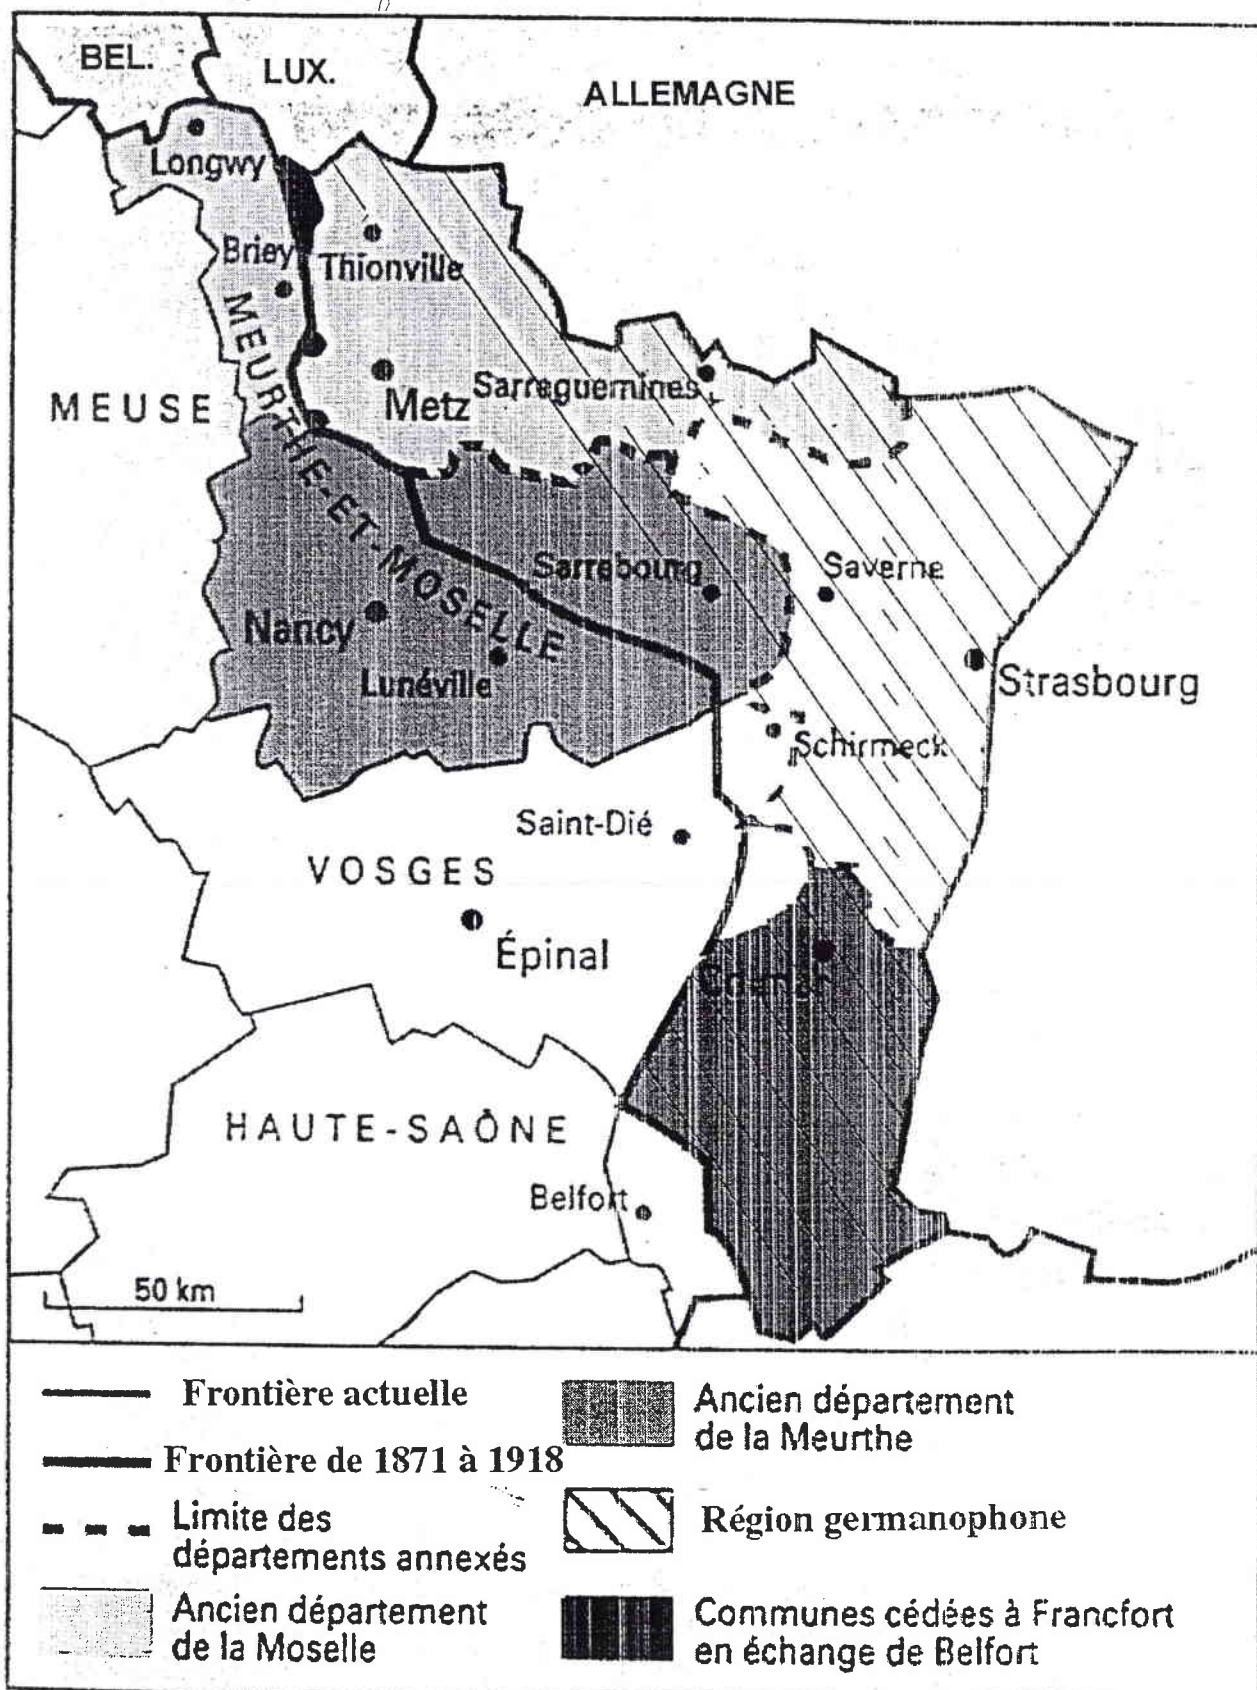 BEL.
LUX.
ALLEMAGNE
Longwy
Briey
Thionville
MEUSE
MEURTHE-ET-MOSELLE
Metz
Sarreguemines
Sarrebourg
Saverne
Nancy
Lunéville
Strasbourg
Schirmeck
Saint-Dié
VOSGES
Épinal
HAUTE-SAÔNE
Belfort
50 km
Frontière actuelle
Frontière de 1871 à 1918
Limite des
départements annexés
Ancien département
de la Moselle
Ancien département
de la Meurthe
Région germanophone
Communes cédées à Francfort
en échange de Belfort